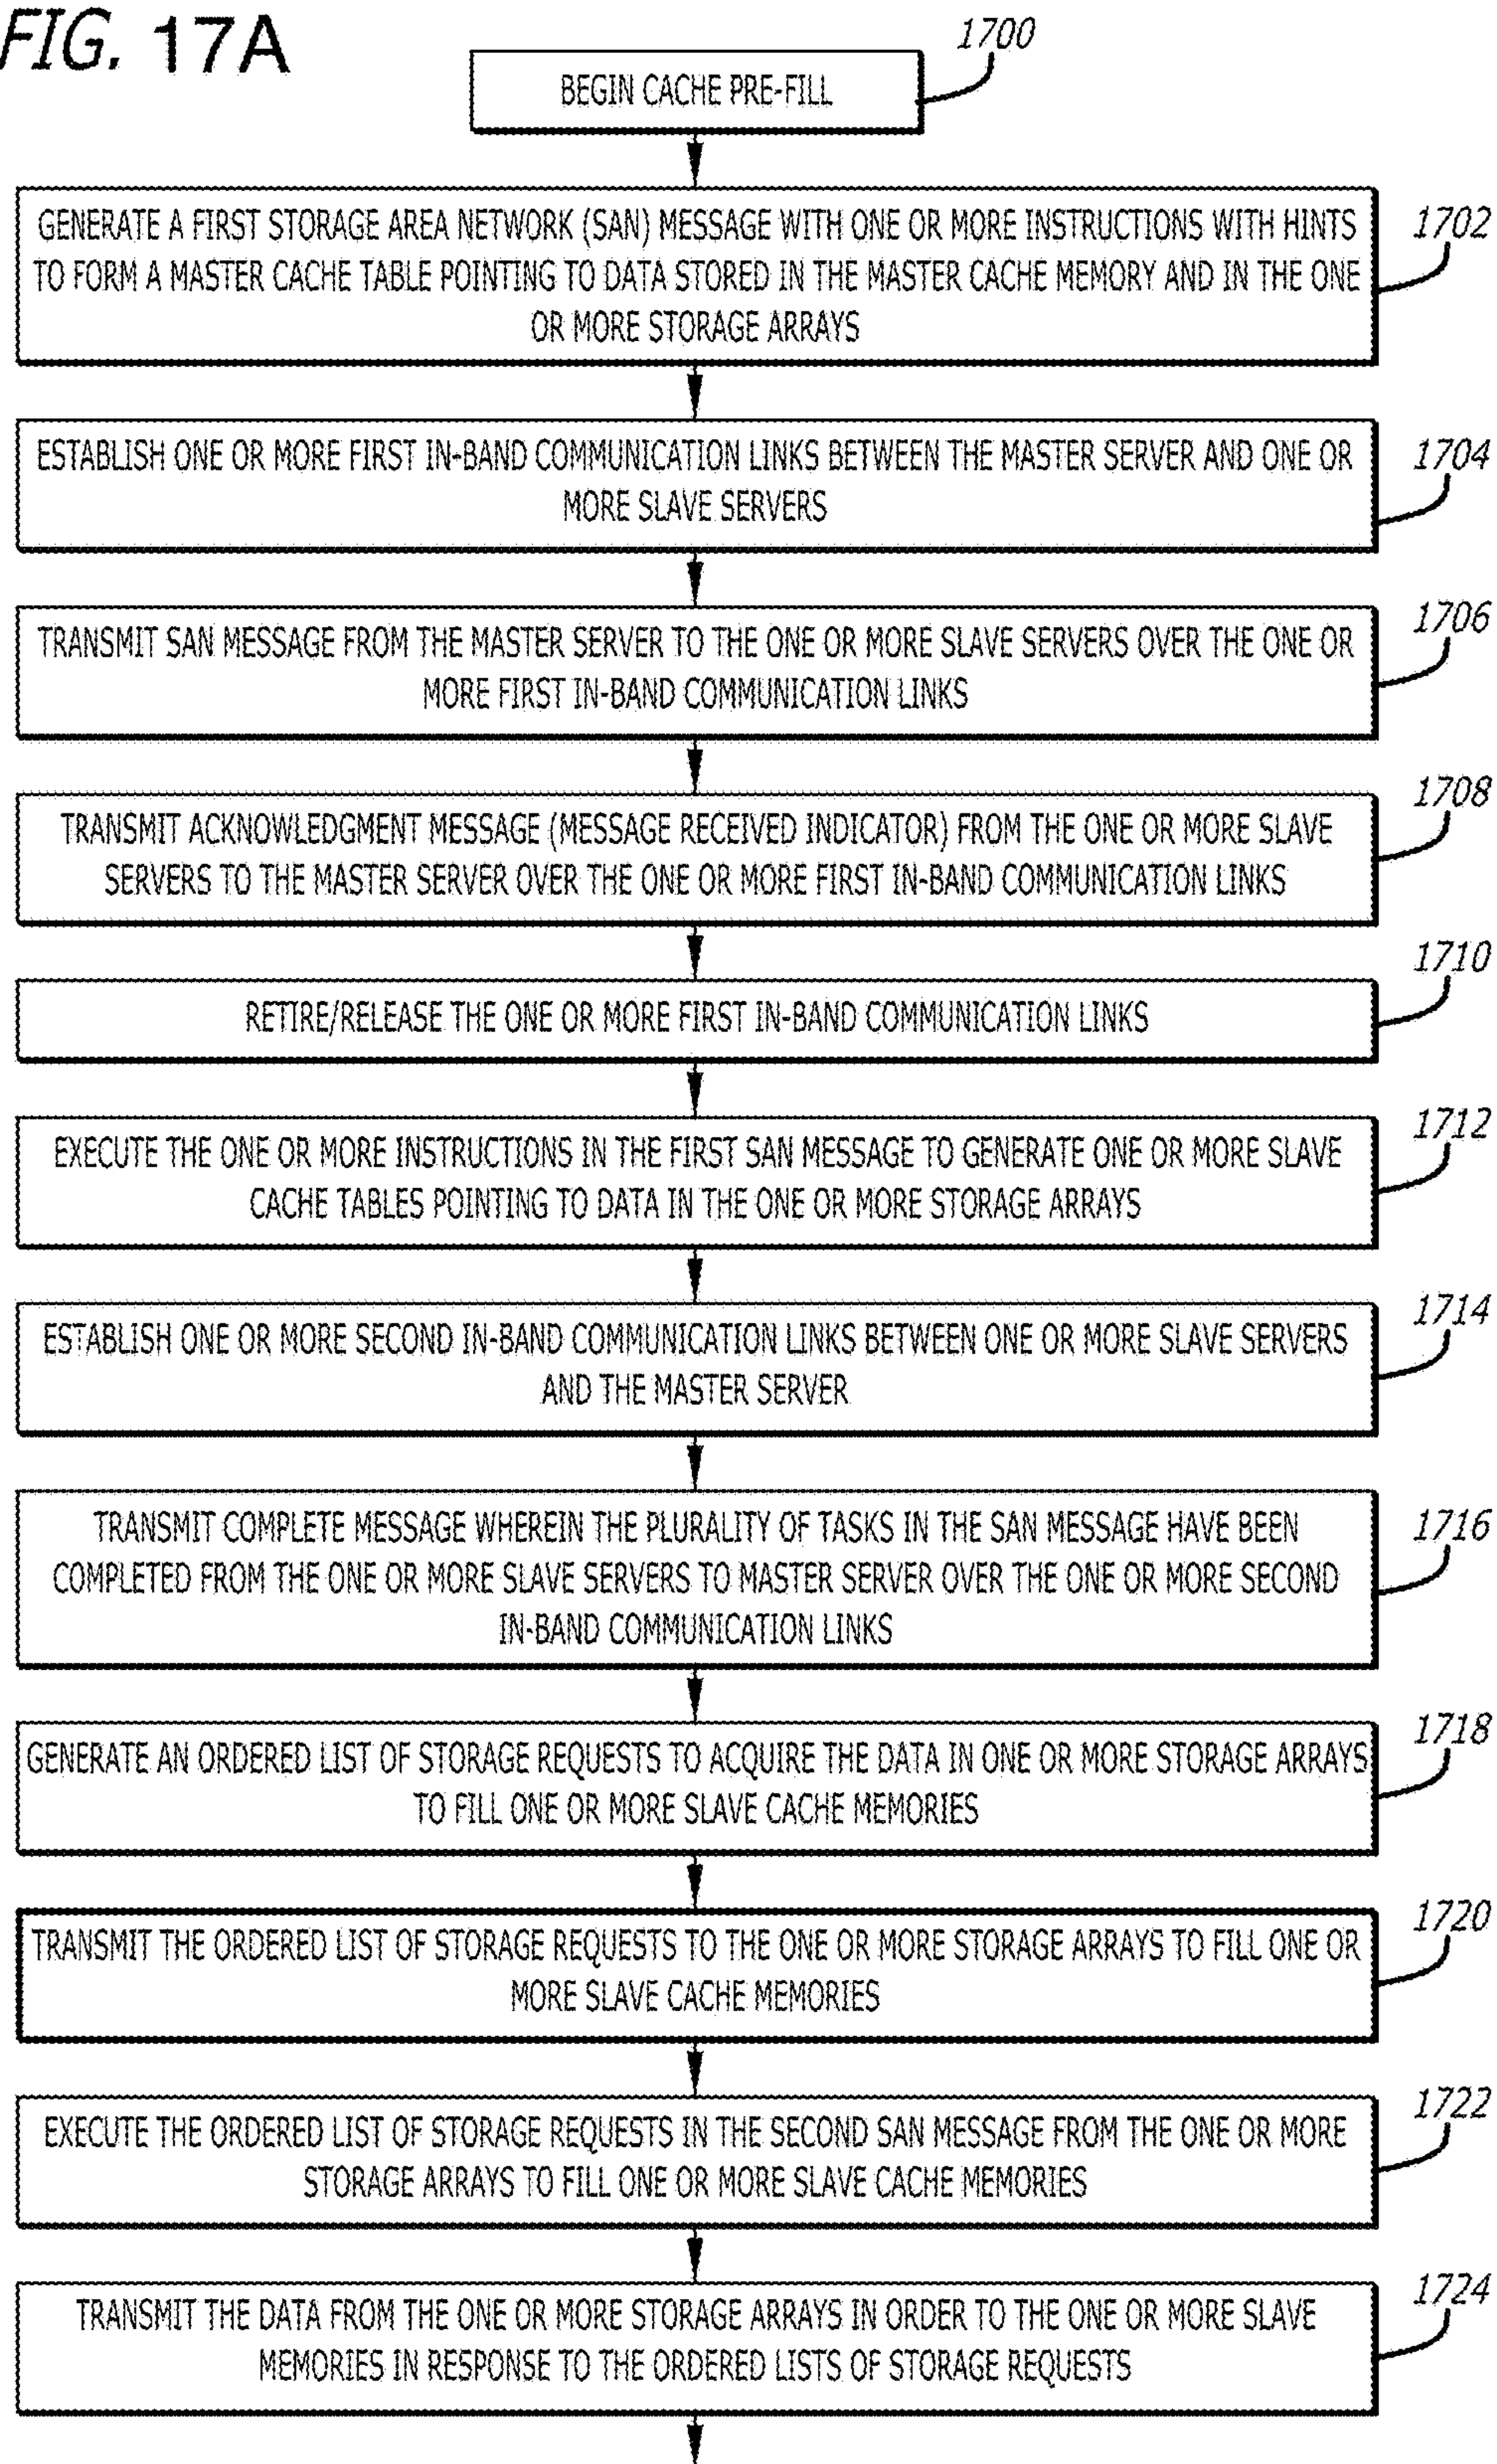 FIG. 17A
1700
BEGIN CACHE PRE-FILL
1702
GENERATE A FIRST STORAGE AREA NETWORK (SAN) MESSAGE WITH ONE OR MORE INSTRUCTIONS WITH HINTS
TO FORM A MASTER CACHE TABLE POINTING TO DATA STORED IN THE MASTER CACHE MEMORY AND IN THE ONE
OR MORE STORAGE ARRAYS
1704
ESTABLISH ONE OR MORE FIRST IN-BAND COMMUNICATION LINKS BETWEEN THE MASTER SERVER AND ONE OR
MORE SLAVE SERVERS
1706
TRANSMIT SAN MESSAGE FROM THE MASTER SERVER TO THE ONE OR MORE SLAVE SERVERS OVER THE ONE OR
MORE FIRST IN-BAND COMMUNICATION LINKS
1708
TRANSMIT ACKNOWLEDGMENT MESSAGE (MESSAGE RECEIVED INDICATOR) FROM THE ONE OR MORE SLAVE
SERVERS TO THE MASTER SERVER OVER THE ONE OR MORE FIRST IN-BAND COMMUNICATION LINKS
1710
RETIRE/RELEASE THE ONE OR MORE FIRST IN-BAND COMMUNICATION LINKS
1712
EXECUTE THE ONE OR MORE INSTRUCTIONS IN THE FIRST SAN MESSAGE TO GENERATE ONE OR MORE SLAVE
CACHE TABLES POINTING TO DATA IN THE ONE OR MORE STORAGE ARRAYS
1714
ESTABLISH ONE OR MORE SECOND IN-BAND COMMUNICATION LINKS BETWEEN ONE OR MORE SLAVE SERVERS
AND THE MASTER SERVER
1716
TRANSMIT COMPLETE MESSAGE WHEREIN THE PLURALITY OF TASKS IN THE SAN MESSAGE HAVE BEEN
COMPLETED FROM THE ONE OR MORE SLAVE SERVERS TO MASTER SERVER OVER THE ONE OR MORE SECOND
IN-BAND COMMUNICATION LINKS
1718
GENERATE AN ORDERED LIST OF STORAGE REQUESTS TO ACQUIRE THE DATA IN ONE OR MORE STORAGE ARRAYS
TO FILL ONE OR MORE SLAVE CACHE MEMORIES
1720
TRANSMIT THE ORDERED LIST OF STORAGE REQUESTS TO THE ONE OR MORE STORAGE ARRAYS TO FILL ONE OR
MORE SLAVE CACHE MEMORIES
1722
EXECUTE THE ORDERED LIST OF STORAGE REQUESTS IN THE SECOND SAN MESSAGE FROM THE ONE OR MORE
STORAGE ARRAYS TO FILL ONE OR MORE SLAVE CACHE MEMORIES
1724
TRANSMIT THE DATA FROM THE ONE OR MORE STORAGE ARRAYS IN ORDER TO THE ONE OR MORE SLAVE
MEMORIES IN RESPONSE TO THE ORDERED LISTS OF STORAGE REQUESTS